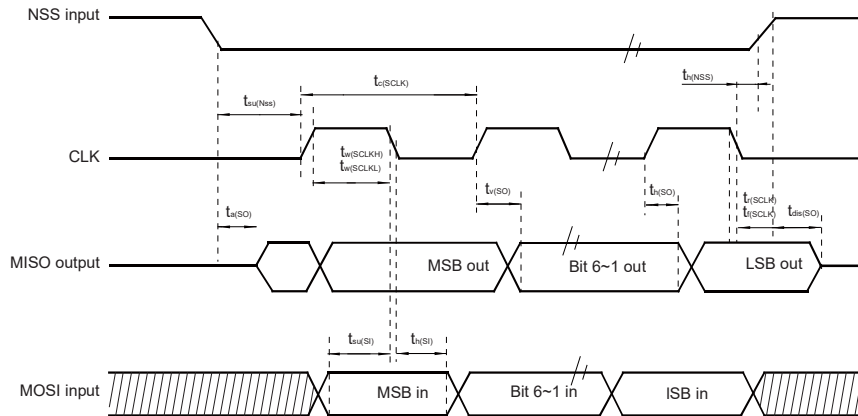 NSS input
th(NSS)
tc(SCLK)
tsu(Nss)
CLK
tw(SCLKH)
tw(SCLKL)
tv(SO)
th(SO)
tr(SCLK)
tf(SCLK)
tdis(SO)
ta(SO)
MISO output
MSB out
Bit 6~1 out
LSB out
tsu(SI)
th(SI)
MOSI input
MSB in
Bit 6~1 in
lSB in